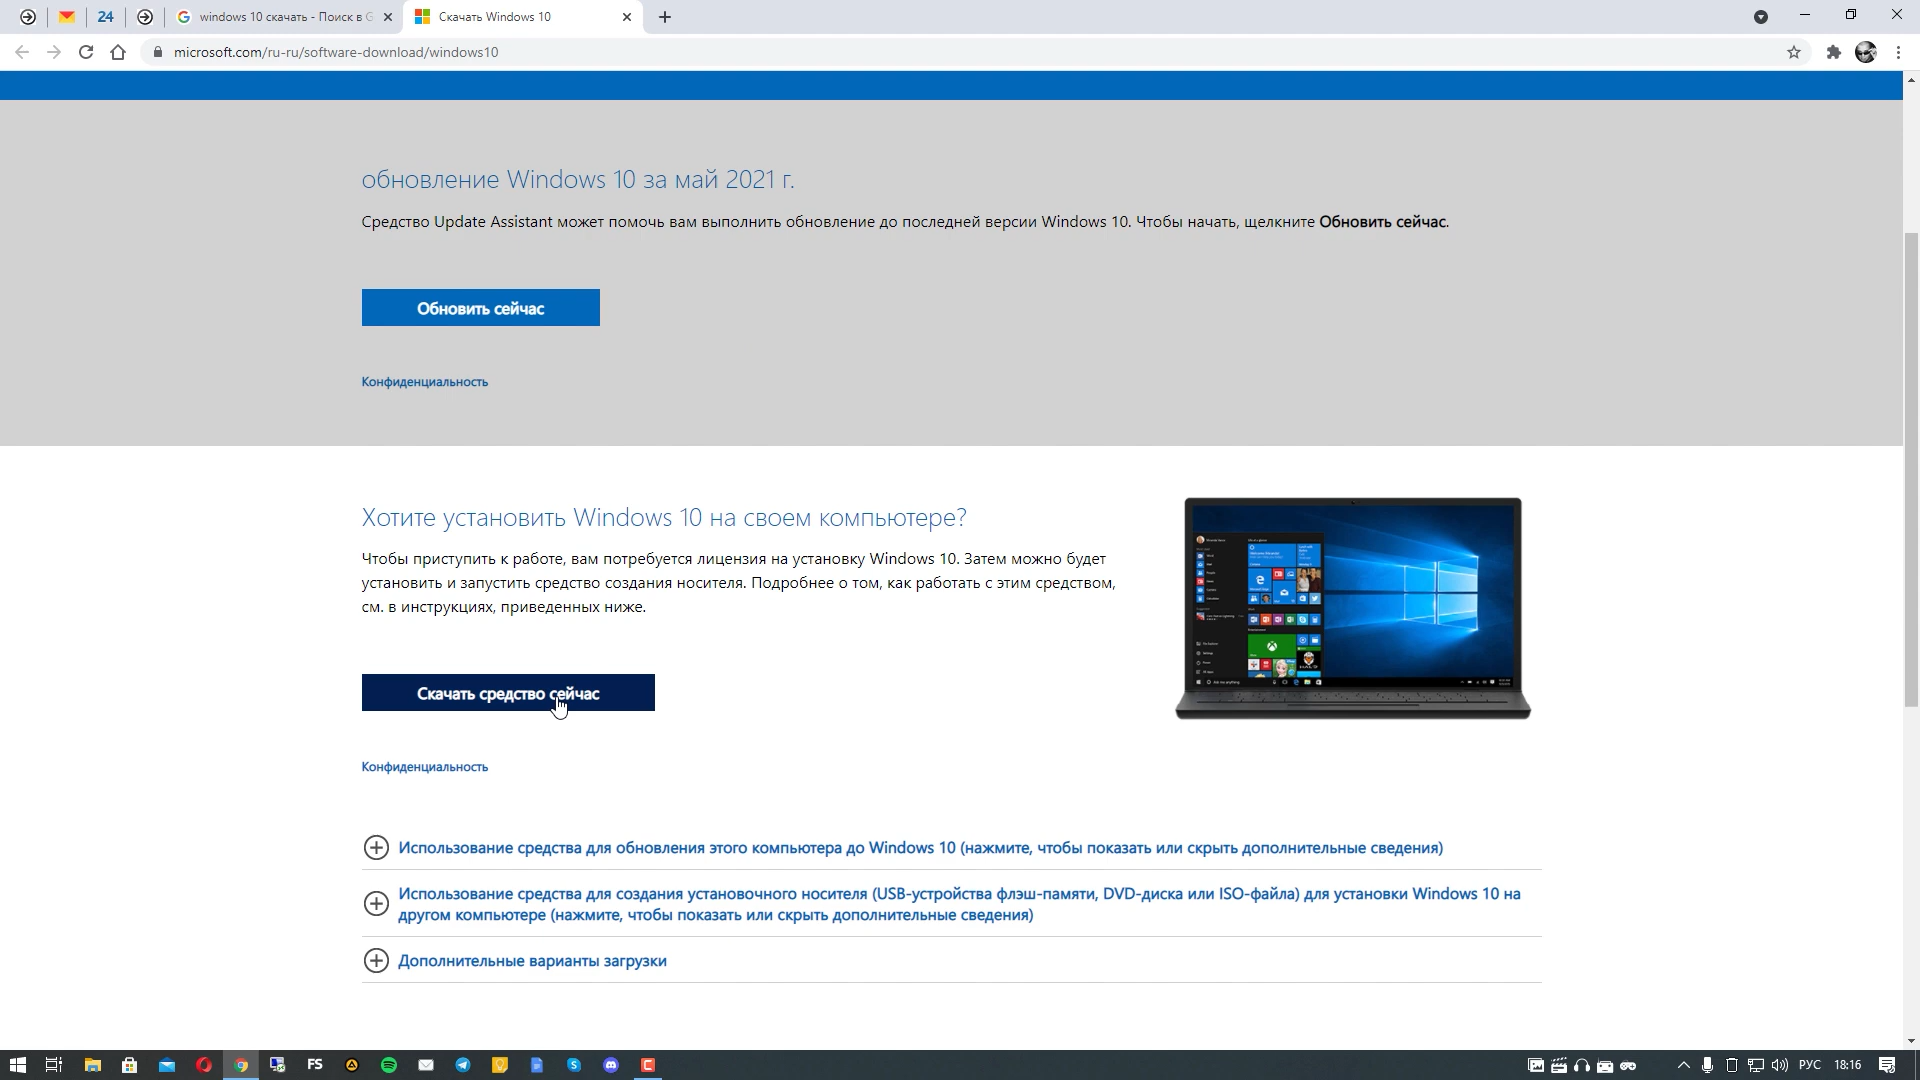 24
windows 10 скачать - Поиск в G
Скачать Windows 10
microsoft.com/ru-ru/software-download/windows10
обновление Windows 10 за май 2021 г.
Средство Update Assistant может помочь вам выполнить обновление до последней версии Windows 10. Чтобы начать, щелкните Обновить сейчас.
Обновить сейчас
Конфиденциальность
Хотите установить Windows 10 на своем компьютере?
Чтобы приступить к работе, вам потребуется лицензия на установку Windows 10. Затем можно будет
установить и запустить средство создания носителя. Подробнее о том, как работать с этим средством,
см. в инструкциях, приведенных ниже.
Скачать средство сейчас
Конфиденциальность
Использование средства для обновления этого компьютера до Windows 10 (нажмите, чтобы показать или скрыть дополнительные сведения)
Использование средства для создания установочного носителя (USB-устройства флэш-памяти, DVD-диска или ISO-файла) для установки Windows 10 на
другом компьютере (нажмите, чтобы показать или скрыть дополнительные сведения)
Дополнительные варианты загрузки
FS
РУС
18:16